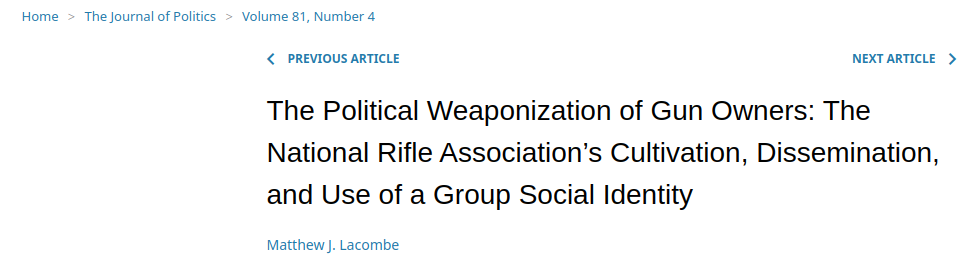 Home > The Journal of Politics > Volume 81, Number 4
PREVIOUS ARTICLE NEXT ARTICLE
The Political Weaponization of Gun Owners: The
National Rifle Association’s Cultivation, Dissemination,
and Use of a Group Social Identity
Matthew J. Lacombe